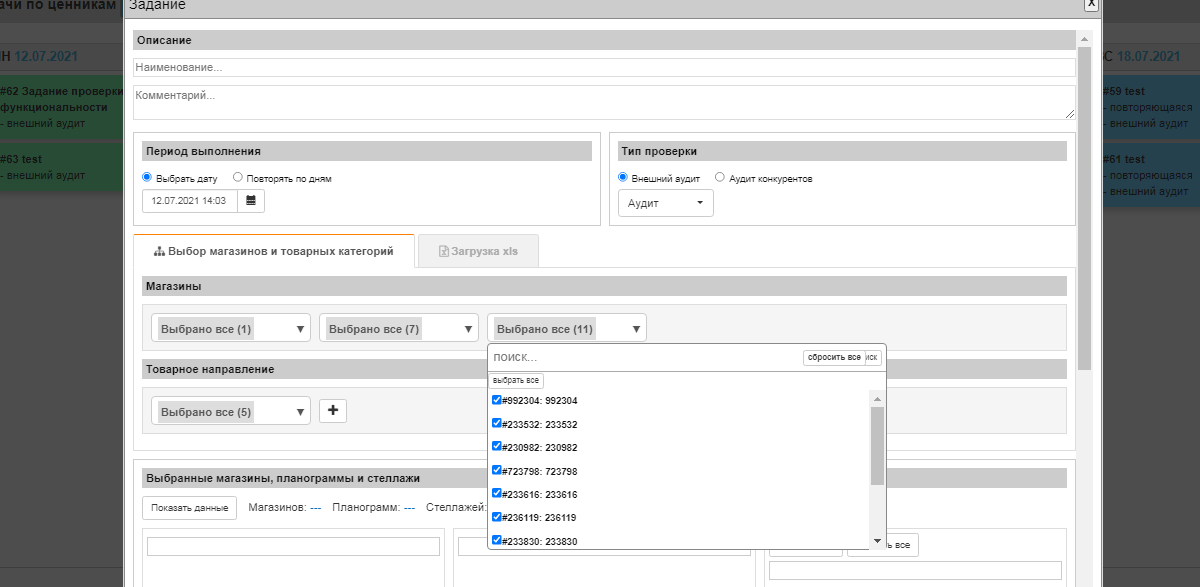 ачи по ценникам
Задание
X
Н 12.07.2021
С 18.07.2021
#62 Задание проверки
функциональности
- внешний аудит
#63 test
- внешний аудит
#59 test
- повторяющаяся
- внешний аудит
#61 test
- повторяющаяся
- внешний аудит
Описание
Наименование...
Комментарий...
Период выполнения
Выбрать дату Повторять по дням
12.07.2021 14:03
Тип проверки
Внешний аудит Аудит конкурентов
Аудит
Выбор магазинов и товарных категорий
Загрузка xls
Магазины
Выбрано все (1)
Выбрано все (7)
Выбрано все (11)
поиск...
сбросить все
иск
выбрать все
#992304: 992304
#233532: 233532
#230982: 230982
#723798: 723798
#233616: 233616
#236119: 236119
#233830: 233830
Товарное направление
Выбрано все (5)
+
Выбранные магазины, планограммы и стеллажи
Показать данные
Магазинов: --- Планограмм: --- Стеллажей:
ь все